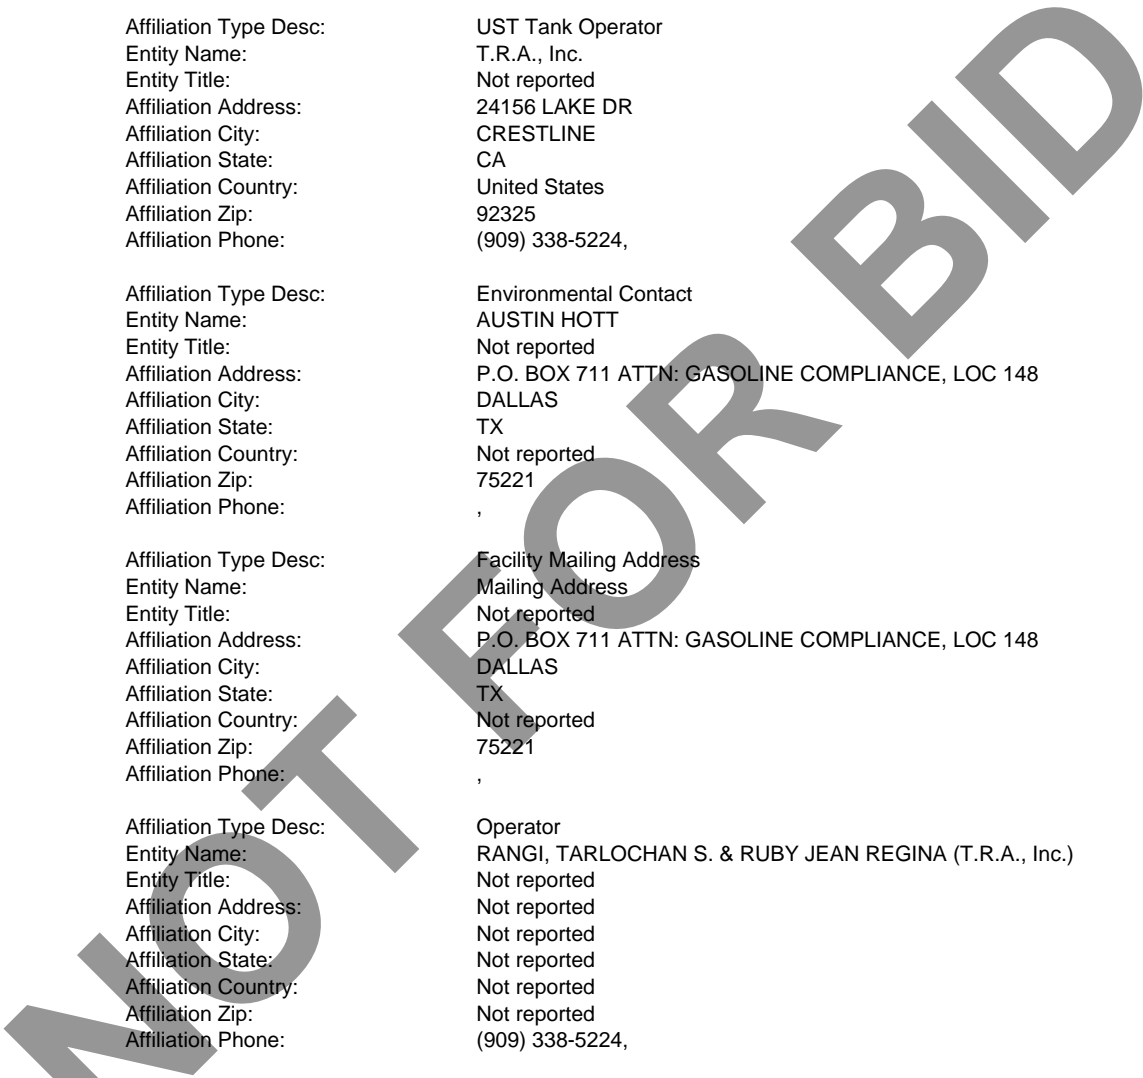 Affiliation Type Desc: UST Tank Operator
Entity Name: T.R.A., Inc.
Entity Title: Not reported
Affiliation Address: 24156 LAKE DR
Affiliation City: CRESTLINE
Affiliation State: CA
Affiliation Country: United States
Affiliation Zip: 92325
Affiliation Phone: (909) 338-5224,
Affiliation Type Desc: Environmental Contact
Entity Name: AUSTIN HOTT
Entity Title: Not reported
Affiliation Address: P.O. BOX 711 ATTN: GASOLINE COMPLIANCE, LOC 148
Affiliation City: DALLAS
Affiliation State: TX
Affiliation Country: Not reported
Affiliation Zip: 75221
Affiliation Phone: ,
Affiliation Type Desc: Facility Mailing Address
Entity Name: Mailing Address
Entity Title: Not reported
Affiliation Address: P.O. BOX 711 ATTN: GASOLINE COMPLIANCE, LOC 148
Affiliation City: DALLAS
Affiliation State: TX
Affiliation Country: Not reported
Affiliation Zip: 75221
Affiliation Phone: ,
Affiliation Type Desc: Operator
Entity Name: RANGI, TARLOCHAN S. & RUBY JEAN REGINA (T.R.A., Inc.)
Entity Title: Not reported
Affiliation Address: Not reported
Affiliation City: Not reported
Affiliation State: Not reported
Affiliation Country: Not reported
Affiliation Zip: Not reported
Affiliation Phone: (909) 338-5224,
NOT FOR BID